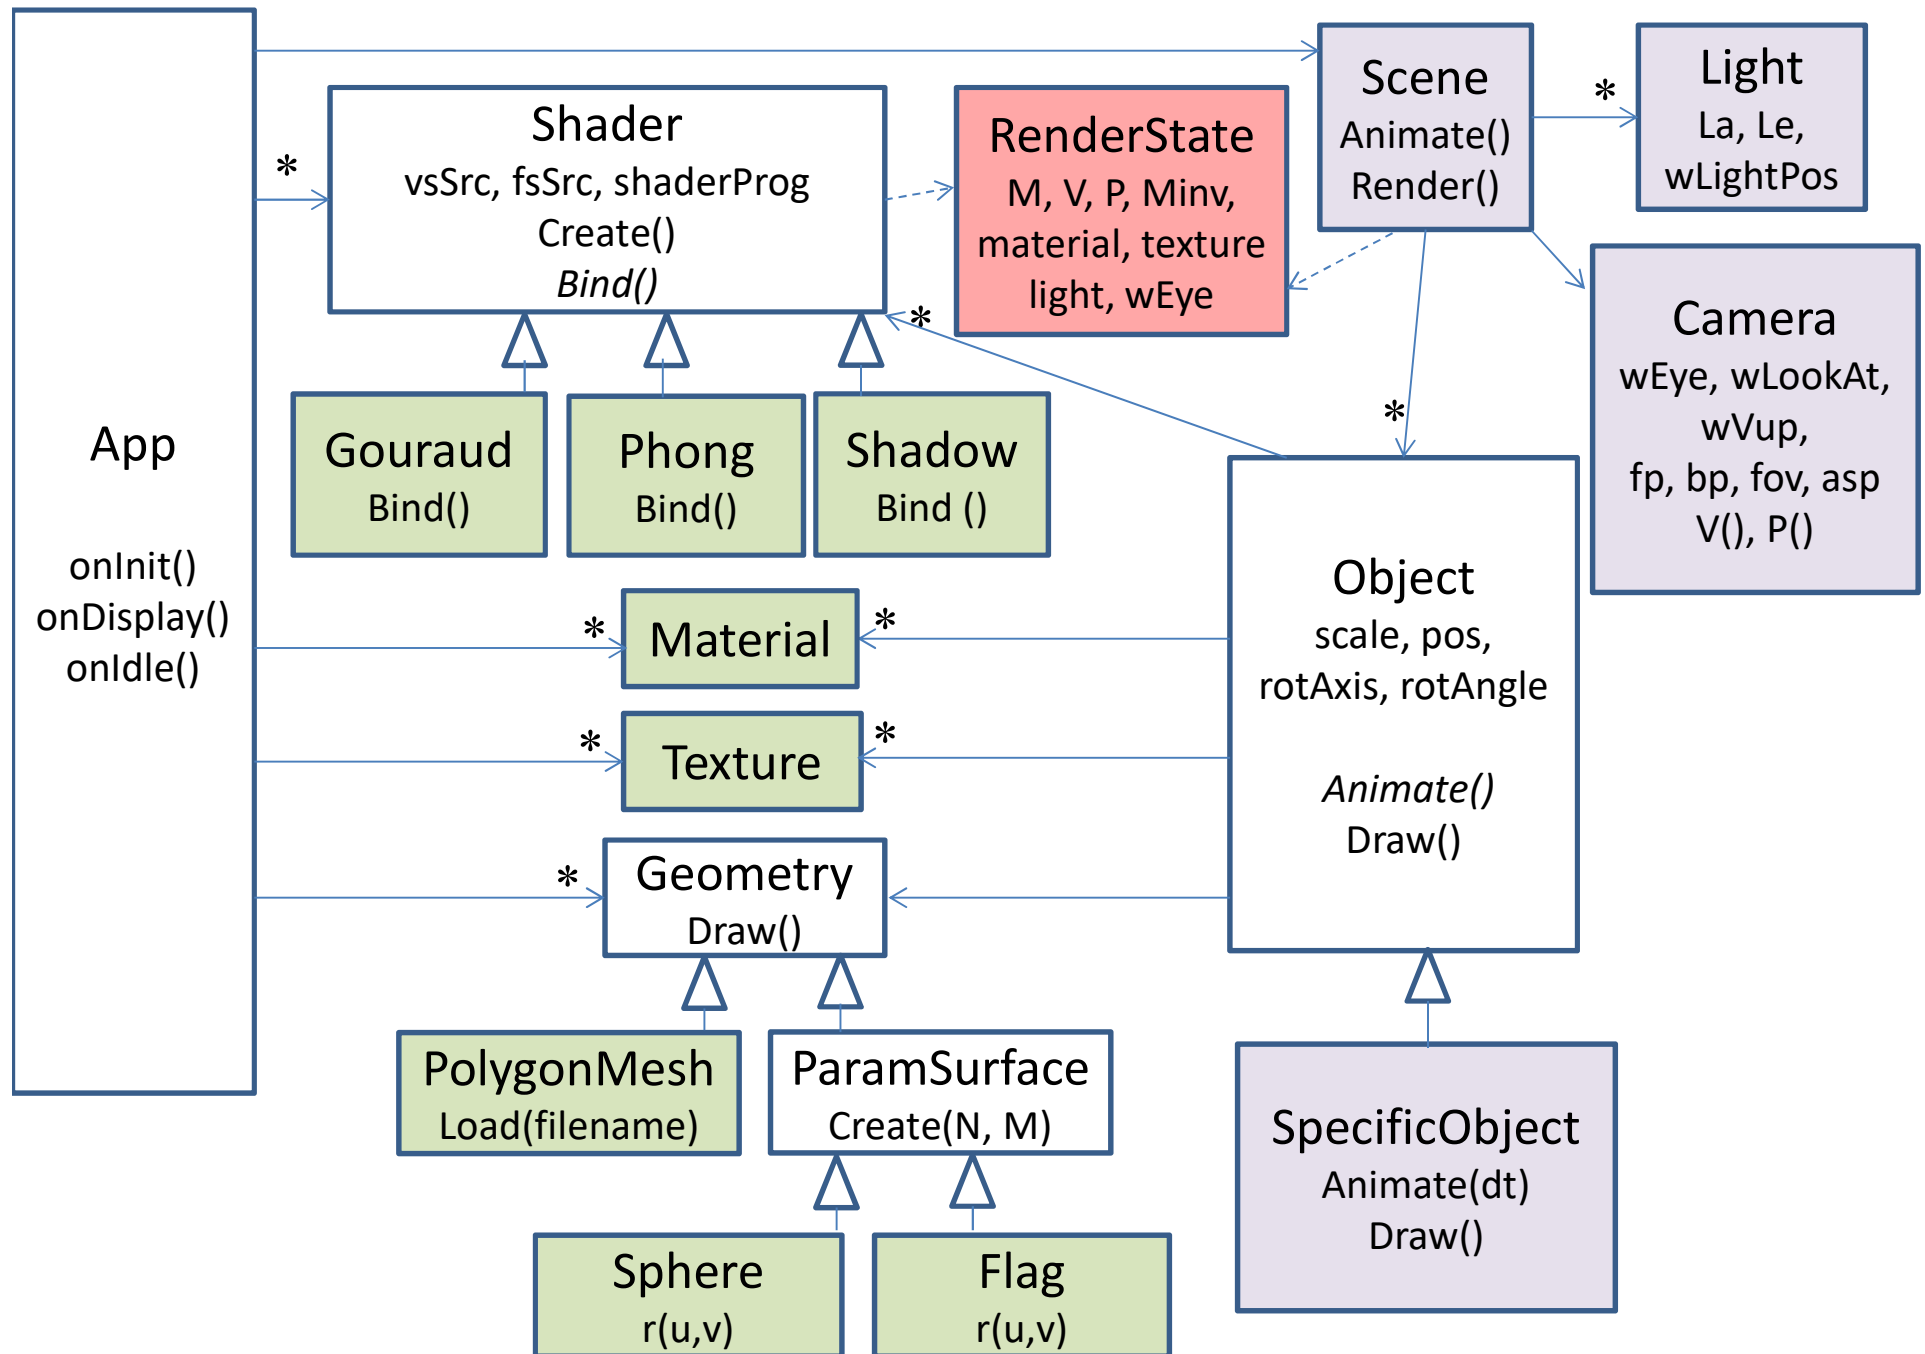 App
onInit()
onDisplay()
onIdle()
*
Shader
vsSrc, fsSrc, shaderProg
Create()
Bind()
RenderState
M, V, P, Minv,
material, texture
light, wEye
Scene
Animate()
Render()
*
Light
La, Le,
wLightPos
Camera
wEye, wLookAt,
wVup,
fp, bp, fov, asp
V(), P()
*
*
Gouraud
Bind()
Phong
Bind()
Shadow
Bind ()
*
Material
*
*
Texture
*
Object
scale, pos,
rotAxis, rotAngle
Animate()
Draw()
*
Geometry
Draw()
PolygonMesh
Load(filename)
ParamSurface
Create(N, M)
SpecificObject
Animate(dt)
Draw()
Sphere
r(u,v)
Flag
r(u,v)